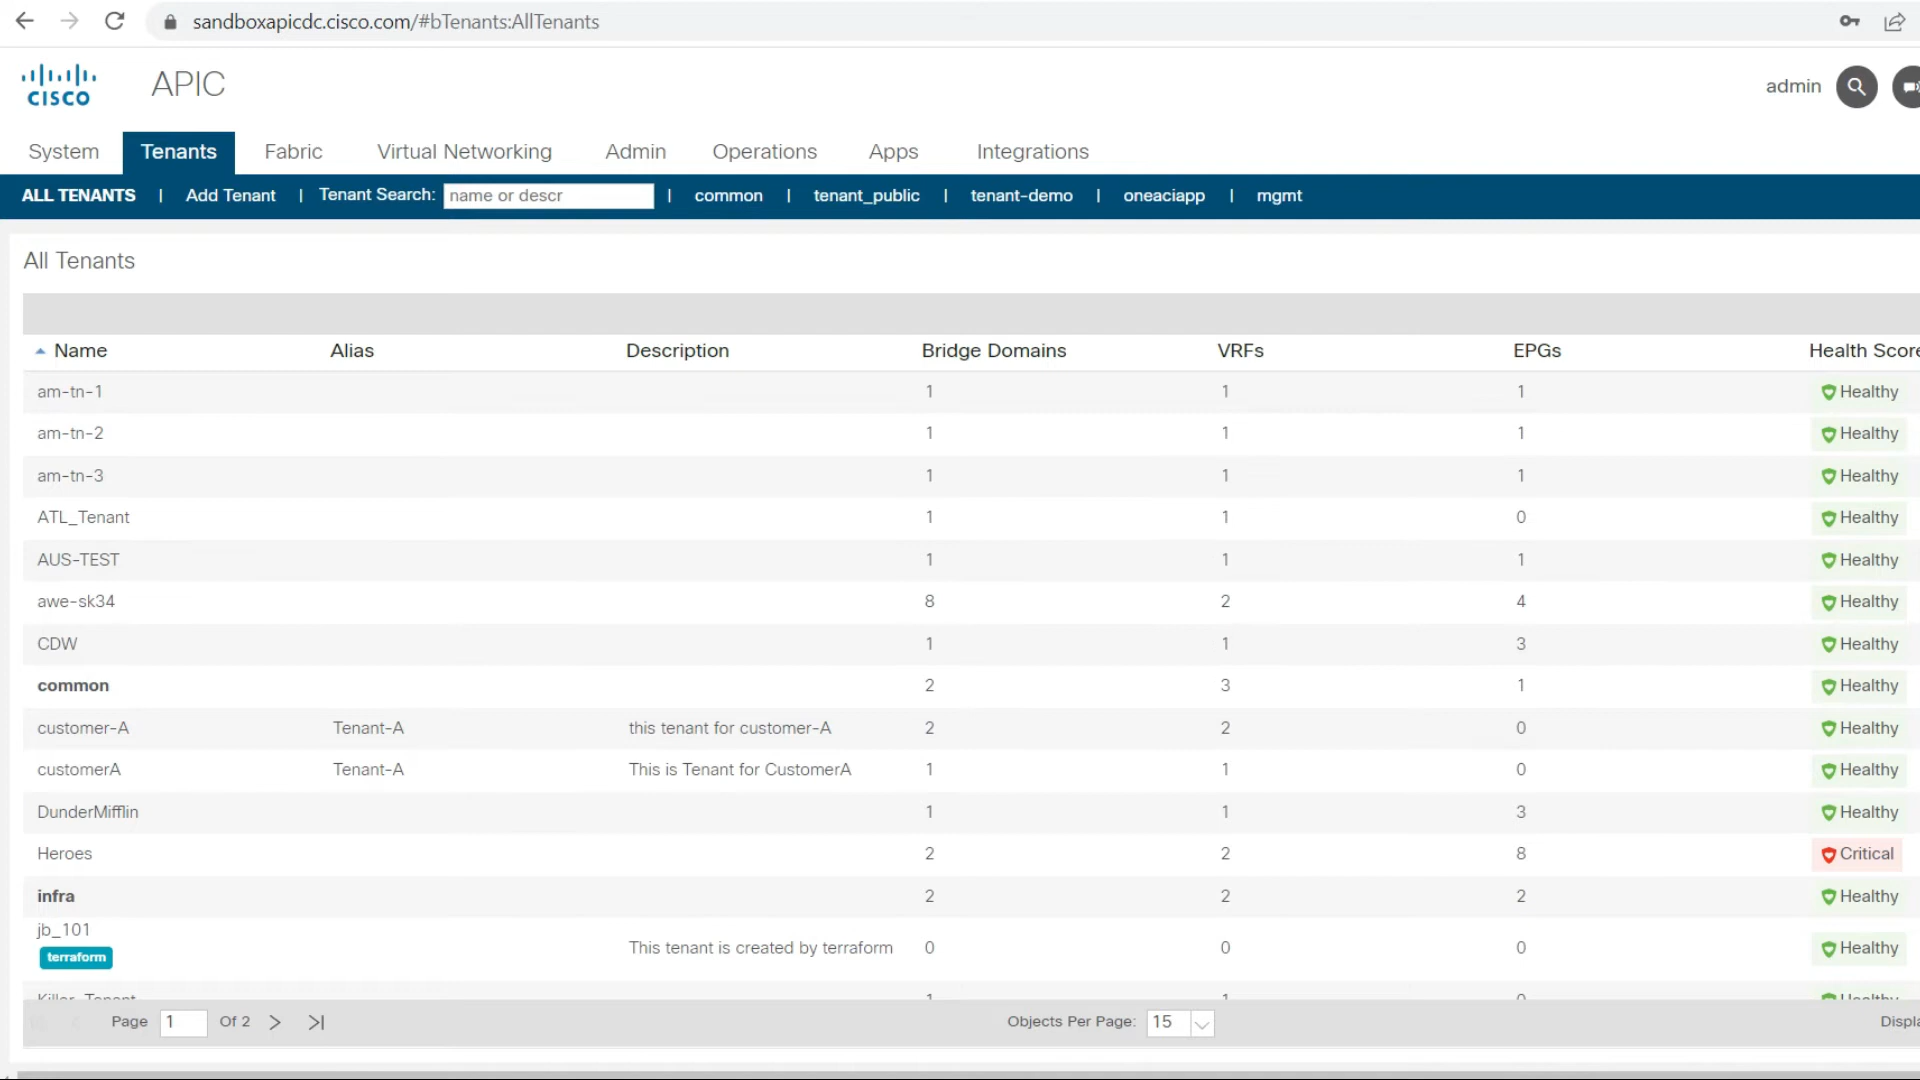 sandboxapicdc.cisco.com/#bTenants:AllTenants
CISCO APIC admin
System Tenants Fabric Virtual Networking Admin Operations Apps Integrations
ALL TENANTS | Add Tenant | Tenant Search: name or descr | common | tenant_public | tenant-demo | oneaciapp | mgmt
All Tenants
Name Alias Description Bridge Domains VRFs EPGs Health Score
am-tn-1 1 1 1 Healthy
am-tn-2 1 1 1 Healthy
am-tn-3 1 1 1 Healthy
ATL_Tenant 1 1 0 Healthy
AUS-TEST 1 1 1 Healthy
awe-sk34 8 2 4 Healthy
CDW 1 1 3 Healthy
common 2 3 1 Healthy
customer-A Tenant-A this tenant for customer-A 2 2 0 Healthy
customerA Tenant-A This is Tenant for CustomerA 1 1 0 Healthy
DunderMifflin 1 1 3 Healthy
Heroes 2 2 8 Critical
infra 2 2 2 Healthy
jb_101
terraform This tenant is created by terraform 0 0 0 Healthy
Killer_Tenant 1 1 0 Healthy
Page 1 Of 2 Objects Per Page: 15